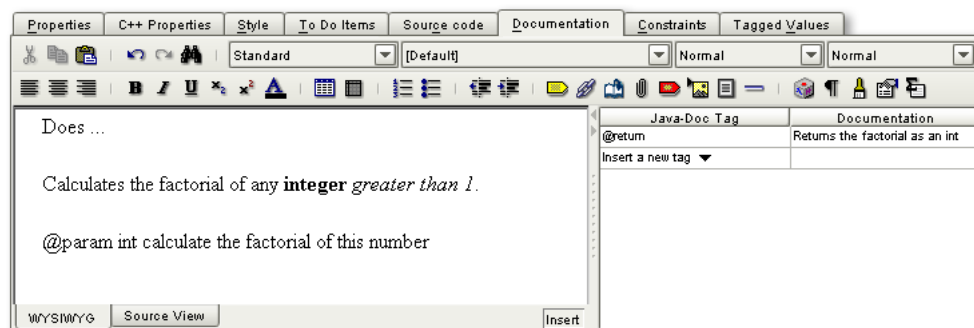 Properties C++ Properties Style To Do Items Source code Documentation Constraints Tagged Values
Standard [Default] Normal Normal
B I U x₂ x² A
Does ...
Calculates the factorial of any integer greater than 1.
@param int calculate the factorial of this number
Java-Doc Tag Documentation
@return Returns the factorial as an int
Insert a new tag
WYSIWYG Source View Insert